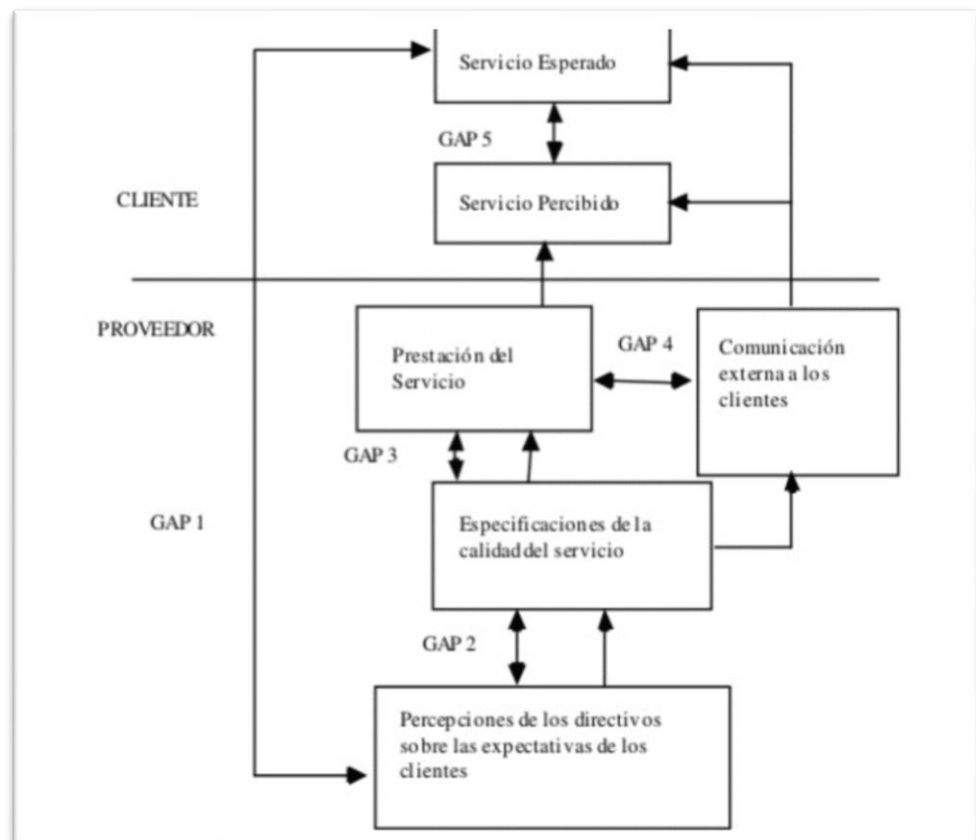 Servicio Esperado
GAP 5
CLIENTE
Servicio Percibido
PROVEEDOR
Prestación del
Servicio
GAP 4
Comunicación
externa a los
clientes
GAP 3
GAP 1
Especificaciones de la
calidad del servicio
GAP 2
Percepciones de los directivos
sobre las expectativas de los
clientes